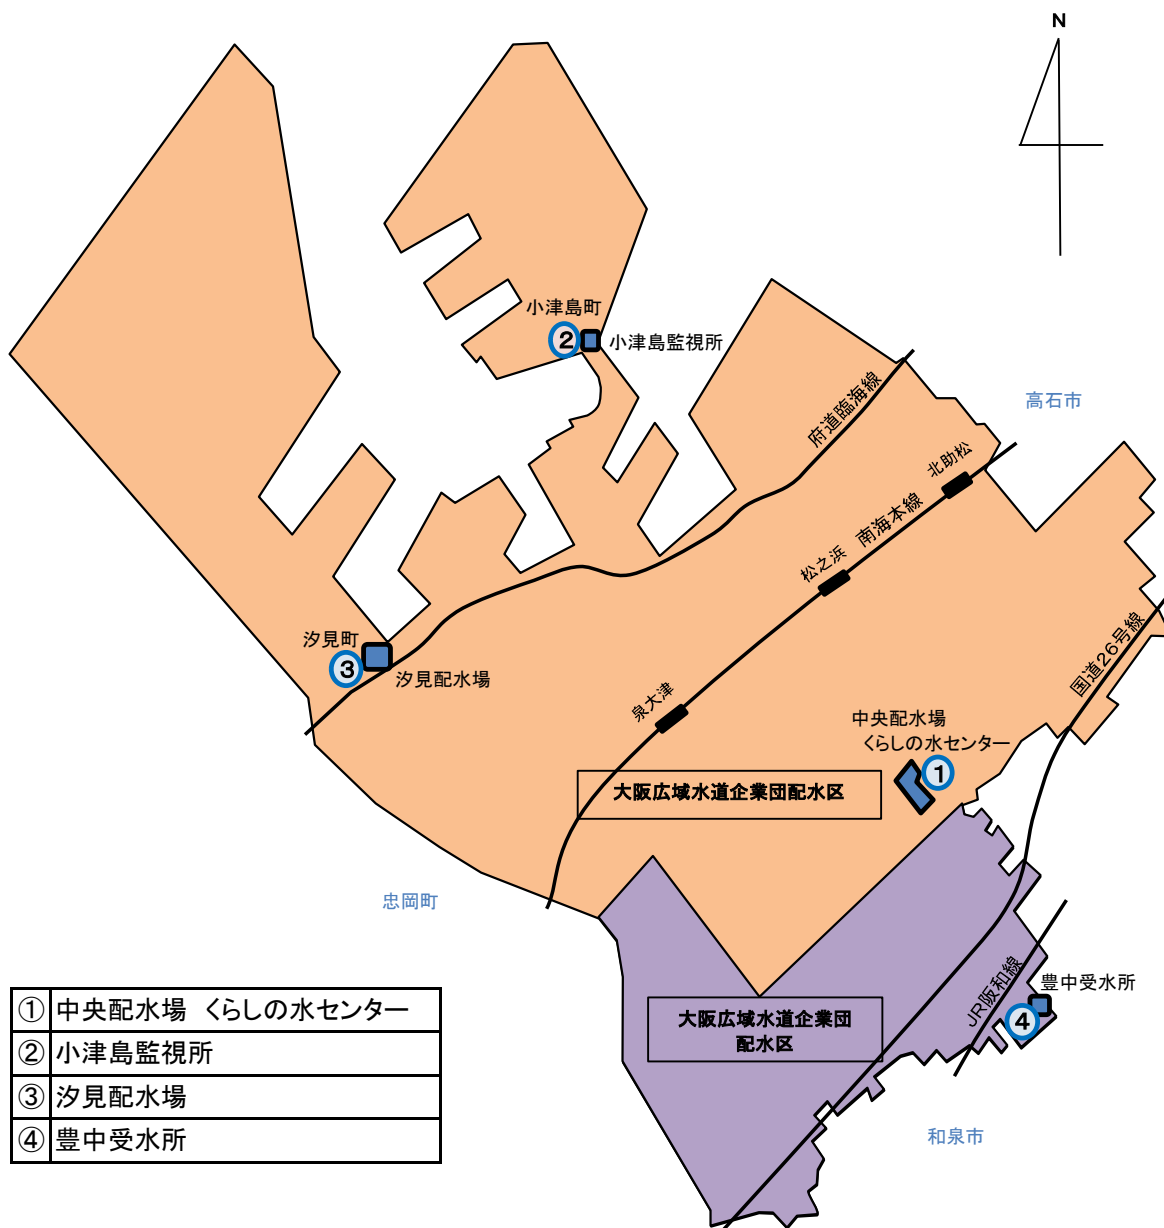 N
小津島町
②
小津島監視所
府道臨海線
高石市
北助松
南海本線
松之浜
国道26号線
汐見町
③
汐見配水場
泉大津
中央配水場
くらしの水センター
①
大阪広域水道企業団配水区
忠岡町
JR阪和線
豊中受水所
④
大阪広域水道企業団
配水区
和泉市
① 中央配水場　くらしの水センター
② 小津島監視所
③ 汐見配水場
④ 豊中受水所